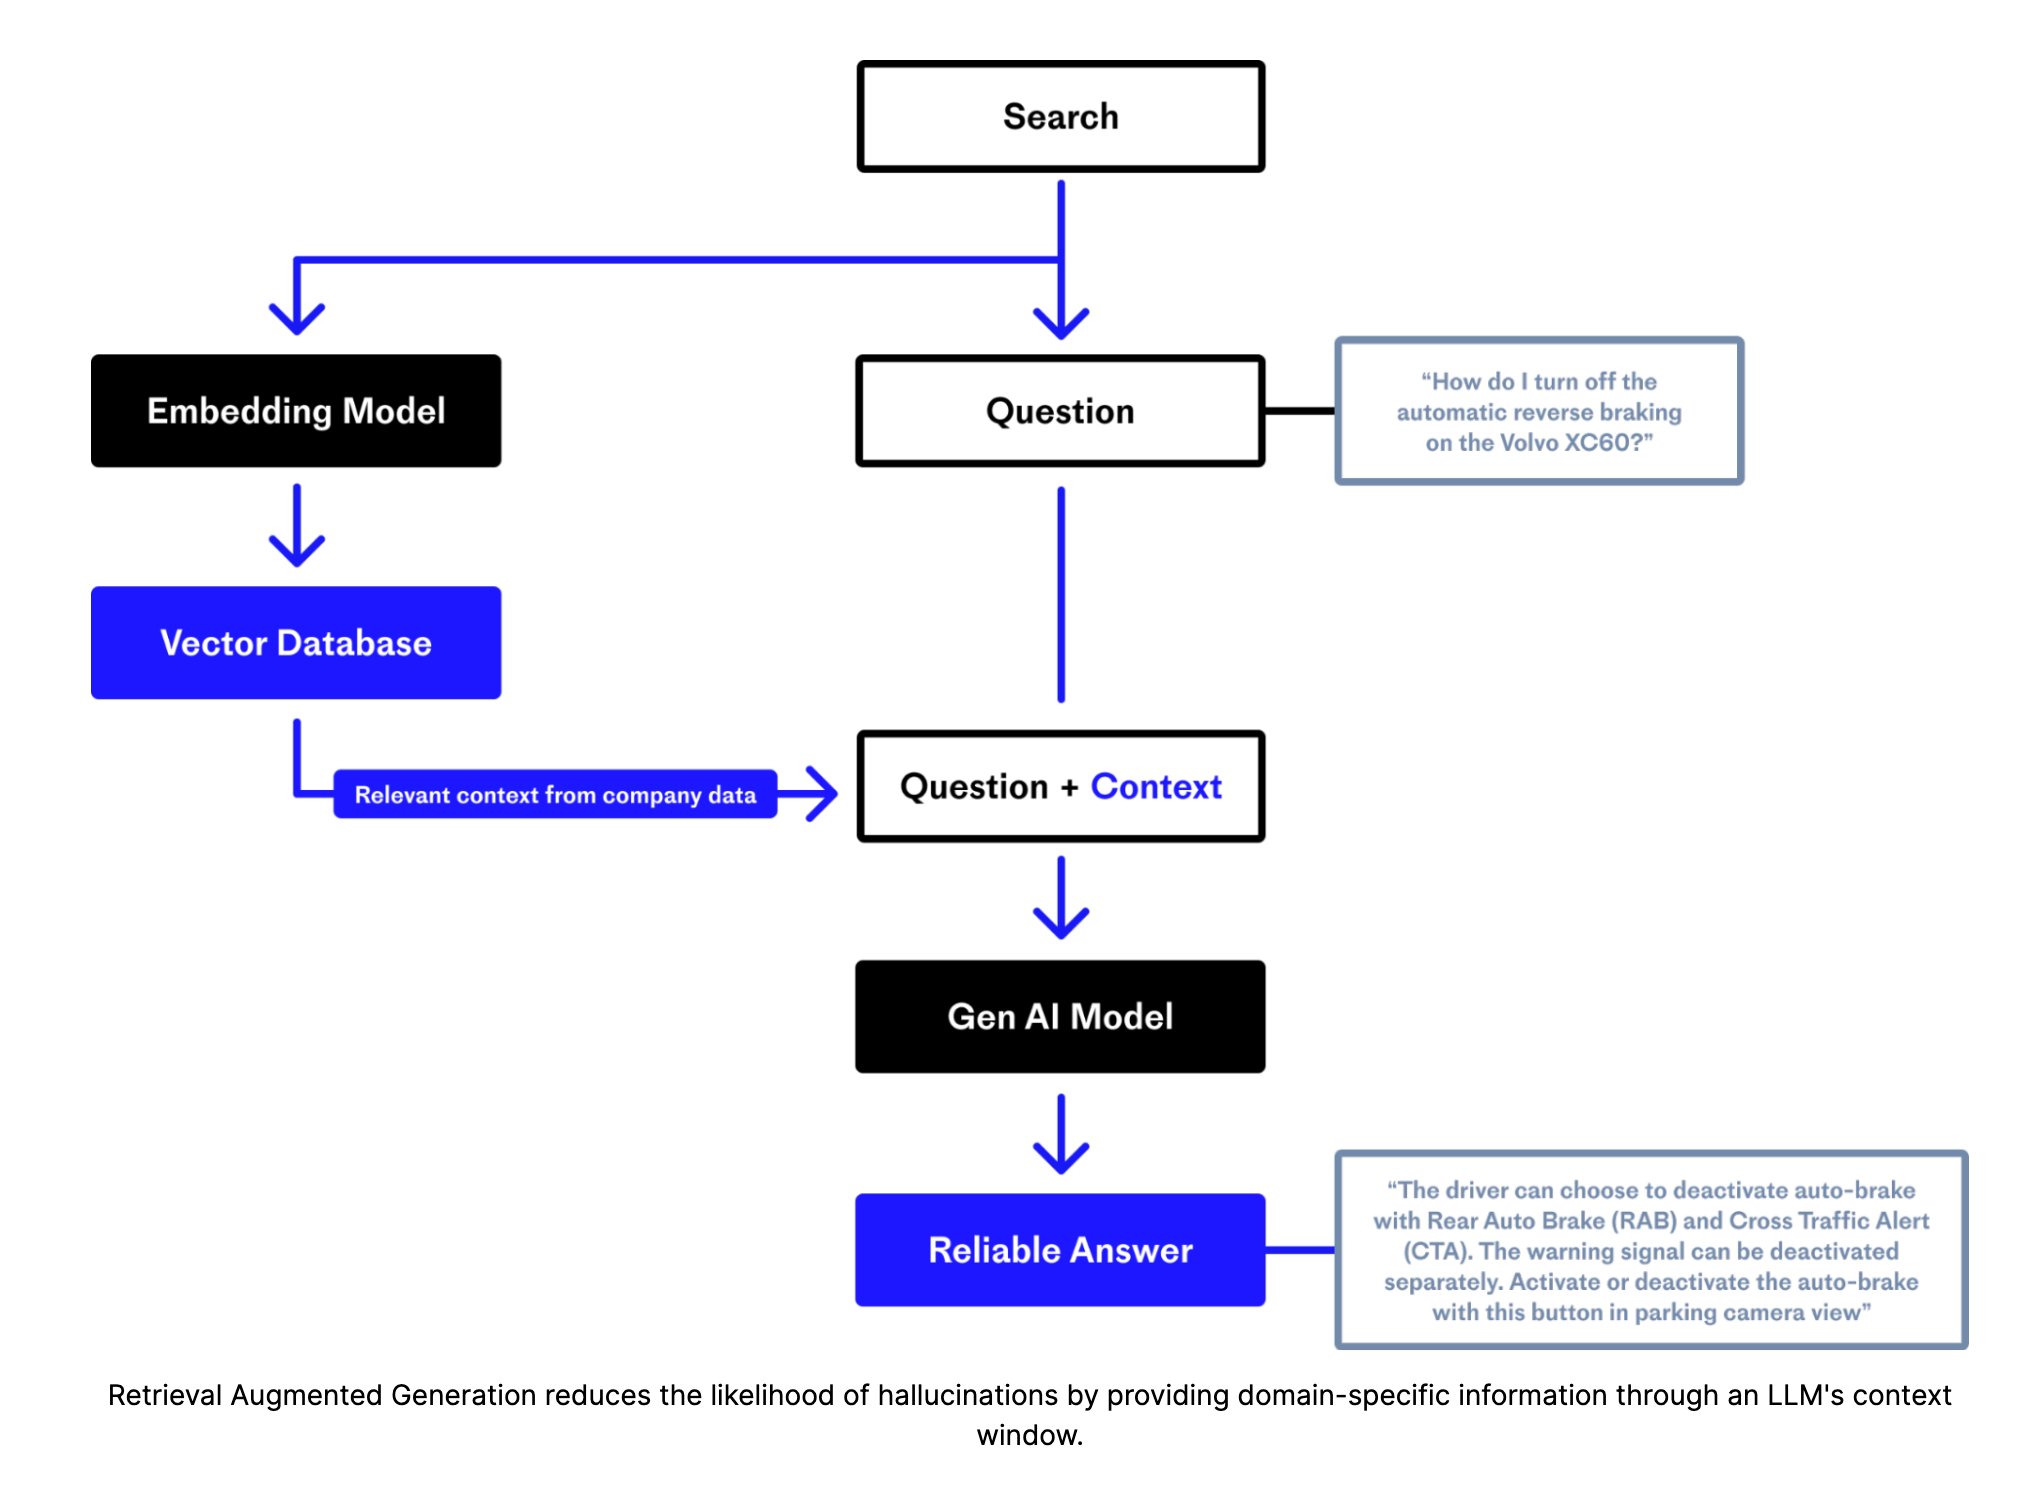 Search
Embedding Model
Question
“How do I turn off the
automatic reverse braking
on the Volvo XC60?”
Vector Database
Relevant context from company data
Question + Context
Gen AI Model
Reliable Answer
“The driver can choose to deactivate auto-brake
with Rear Auto Brake (RAB) and Cross Traffic Alert
(CTA). The warning signal can be deactivated
separately. Activate or deactivate the auto-brake
with this button in parking camera view”
Retrieval Augmented Generation reduces the likelihood of hallucinations by providing domain-specific information through an LLM's context
window.